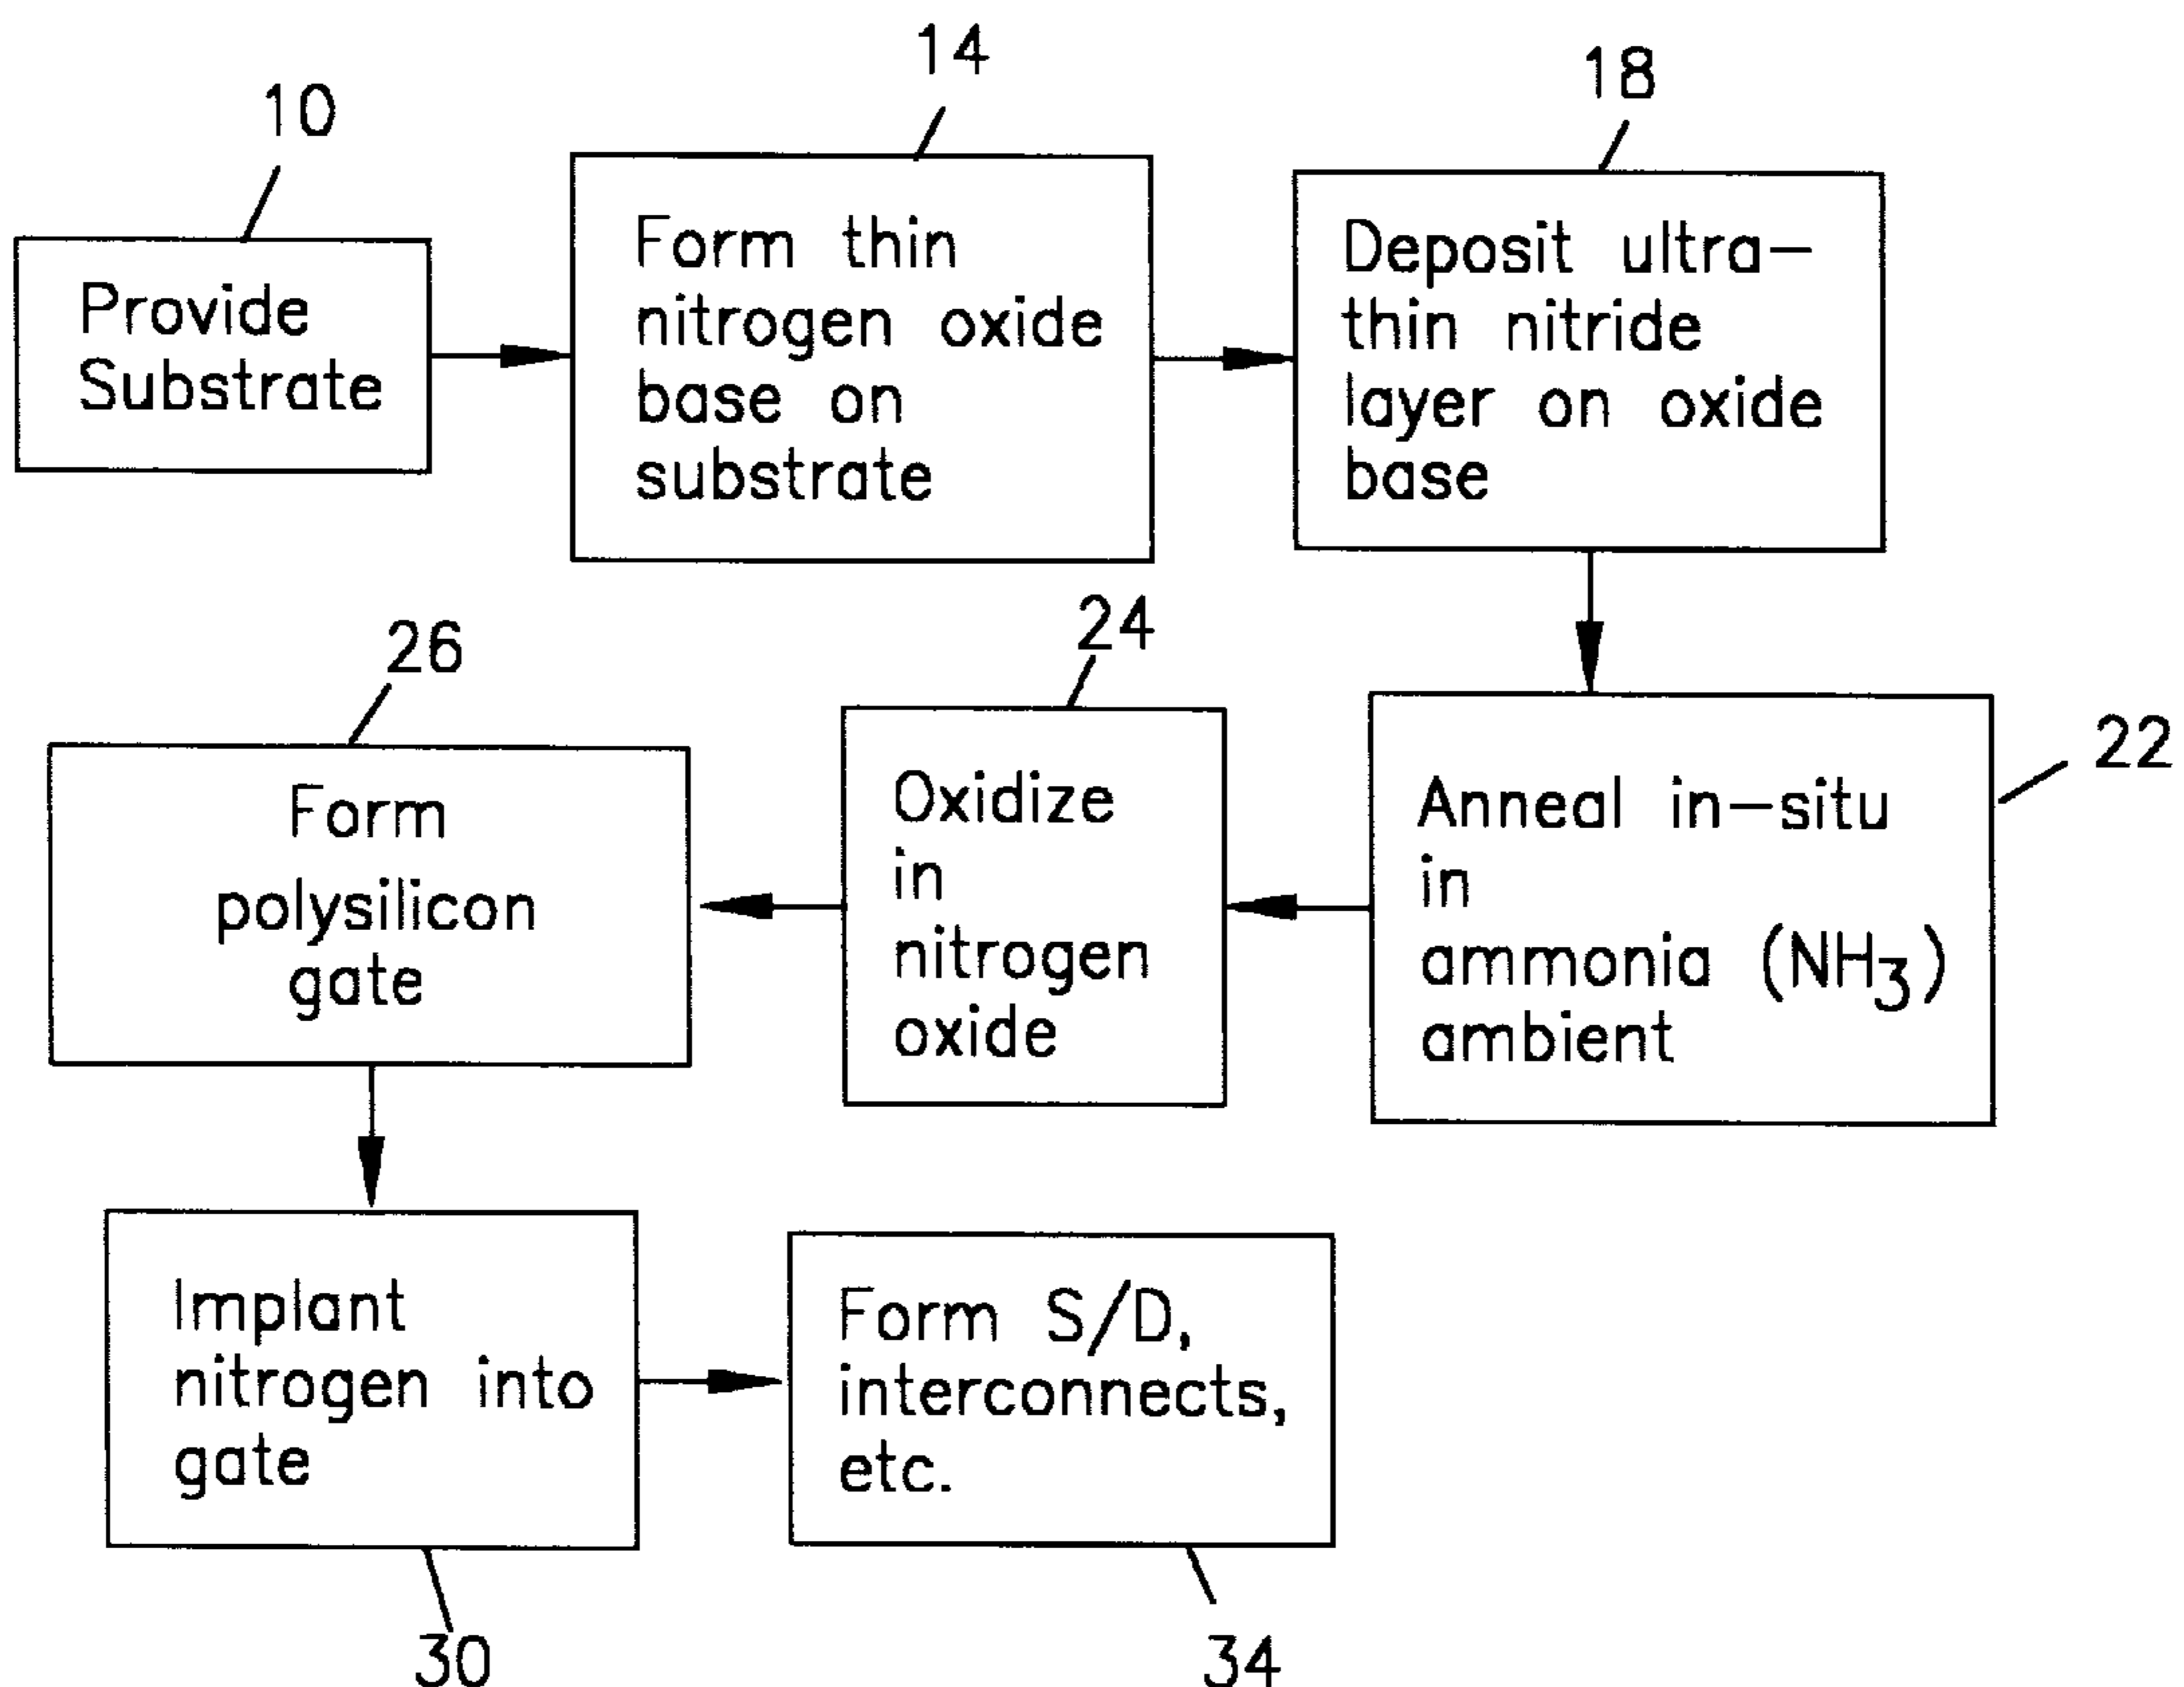 10
Provide
Substrate
14
Form thin
nitrogen oxide
base on
substrate
18
Deposit ultra-
thin nitride
layer on oxide
base
22
Anneal in-situ
in
ammonia (NH3)
ambient
24
Oxidize
in
nitrogen
oxide
26
Form
polysilicon
gate
Implant
nitrogen into
gate
30
Form S/D,
interconnects,
etc.
34